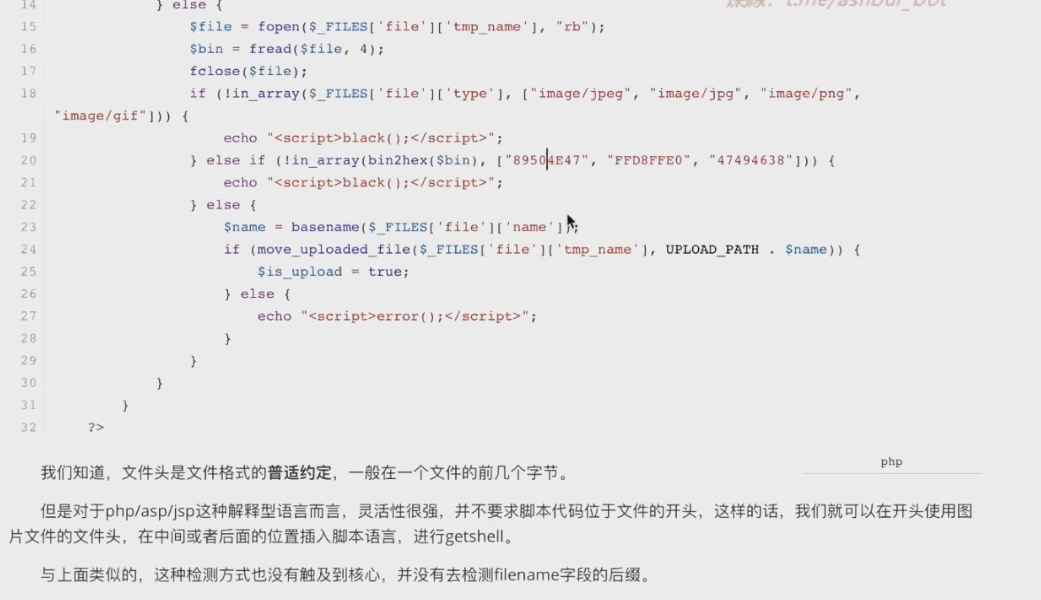 14 } else {
15 $file = fopen($_FILES['file']['tmp_name'], "rb");
16 $bin = fread($file, 4);
17 fclose($file);
18 if (!in_array($_FILES['file']['type'], ["image/jpeg", "image/jpg", "image/png",
"image/gif"])) {
19 echo "<script>black();</script>";
20 } else if (!in_array(bin2hex($bin), ["89504E47", "FFD8FFE0", "47494638"])) {
21 echo "<script>black();</script>";
22 } else {
23 $name = basename($_FILES['file']['name']);
24 if (move_uploaded_file($_FILES['file']['tmp_name'], UPLOAD_PATH . $name)) {
25 $is_upload = true;
26 } else {
27 echo "<script>error();</script>";
28 }
29 }
30 }
31 }
32 ?>
php
我们知道，文件头是文件格式的普适约定，一般在一个文件的前几个字节。
但是对于php/asp/jsp这种解释型语言而言，灵活性很强，并不要求脚本代码位于文件的开头，这样的话，我们就可以在开头使用图
片文件的文件头，在中间或者后面的位置插入脚本语言，进行getshell。
与上面类似的，这种检测方式也没有触及到核心，并没有去检测filename字段的后缀。